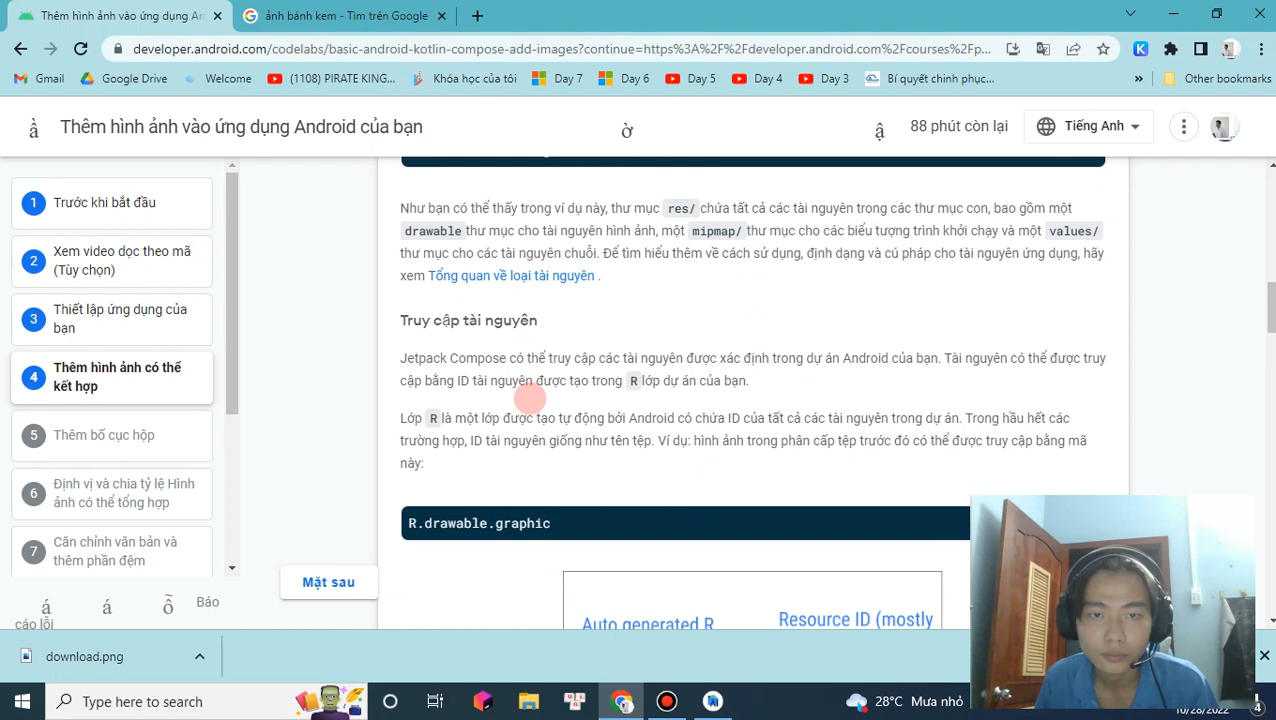 Thêm hình ảnh vào ứng dụng An
ảnh bánh kem - Tìm trên Google
developer.android.com/codelabs/basic-android-kotlin-compose-add-images?continue=https%3A%2F%2Fdeveloper.android.com%2Fcourses%2Fp...
Gmail
Google Drive
Welcome
(1108) PIRATE KING...
Khóa học của tôi
Day 7
Day 6
Day 5
Day 4
Day 3
Bí quyết chinh phục...
»
Other bookmarks
ầ
Thêm hình ảnh vào ứng dụng Android của bạn
ờ
ậ
88 phút còn lại
Tiếng Anh
1 Trước khi bắt đầu
2 Xem video dọc theo mã
(Tùy chọn)
3 Thiết lập ứng dụng của
bạn
4 Thêm hình ảnh có thể
kết hợp
5 Thêm bố cục hộp
6 Định vị và chia tỷ lệ Hình
ảnh có thể tổng hợp
7 Căn chỉnh văn bản và
thêm phần đệm
á á ỗ Báo
cáo lỗi
Như bạn có thể thấy trong ví dụ này, thư mục res/ chứa tất cả các tài nguyên trong các thư mục con, bao gồm một
drawable thư mục cho tài nguyên hình ảnh, một mipmap/ thư mục cho các biểu tượng trình khởi chạy và một values/
thư mục cho các tài nguyên chuỗi. Để tìm hiểu thêm về cách sử dụng, định dạng và cú pháp cho tài nguyên ứng dụng, hãy
xem Tổng quan về loại tài nguyên .
Truy cập tài nguyên
Jetpack Compose có thể truy cập các tài nguyên được xác định trong dự án Android của bạn. Tài nguyên có thể được truy
cập bằng ID tài nguyên được tạo trong R lớp dự án của bạn.
Lớp R là một lớp được tạo tự động bởi Android có chứa ID của tất cả các tài nguyên trong dự án. Trong hầu hết các
trường hợp, ID tài nguyên giống như tên tệp. Ví dụ: hình ảnh trong phân cấp tệp trước đó có thể được truy cập bằng mã
này:
R.drawable.graphic
Mặt sau
Auto generated R
Resource ID (mostly
download.png
Type here to search
28°C Mưa nhỏ
10/28/2022
4